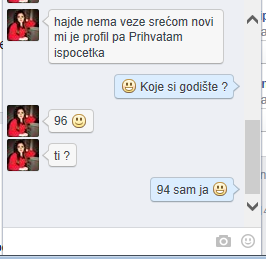 hajde nema veze srećom novi
mi je profil pa Prihvatam
ispocetka
Koje si godište ?
96
ti ?
94 sam ja